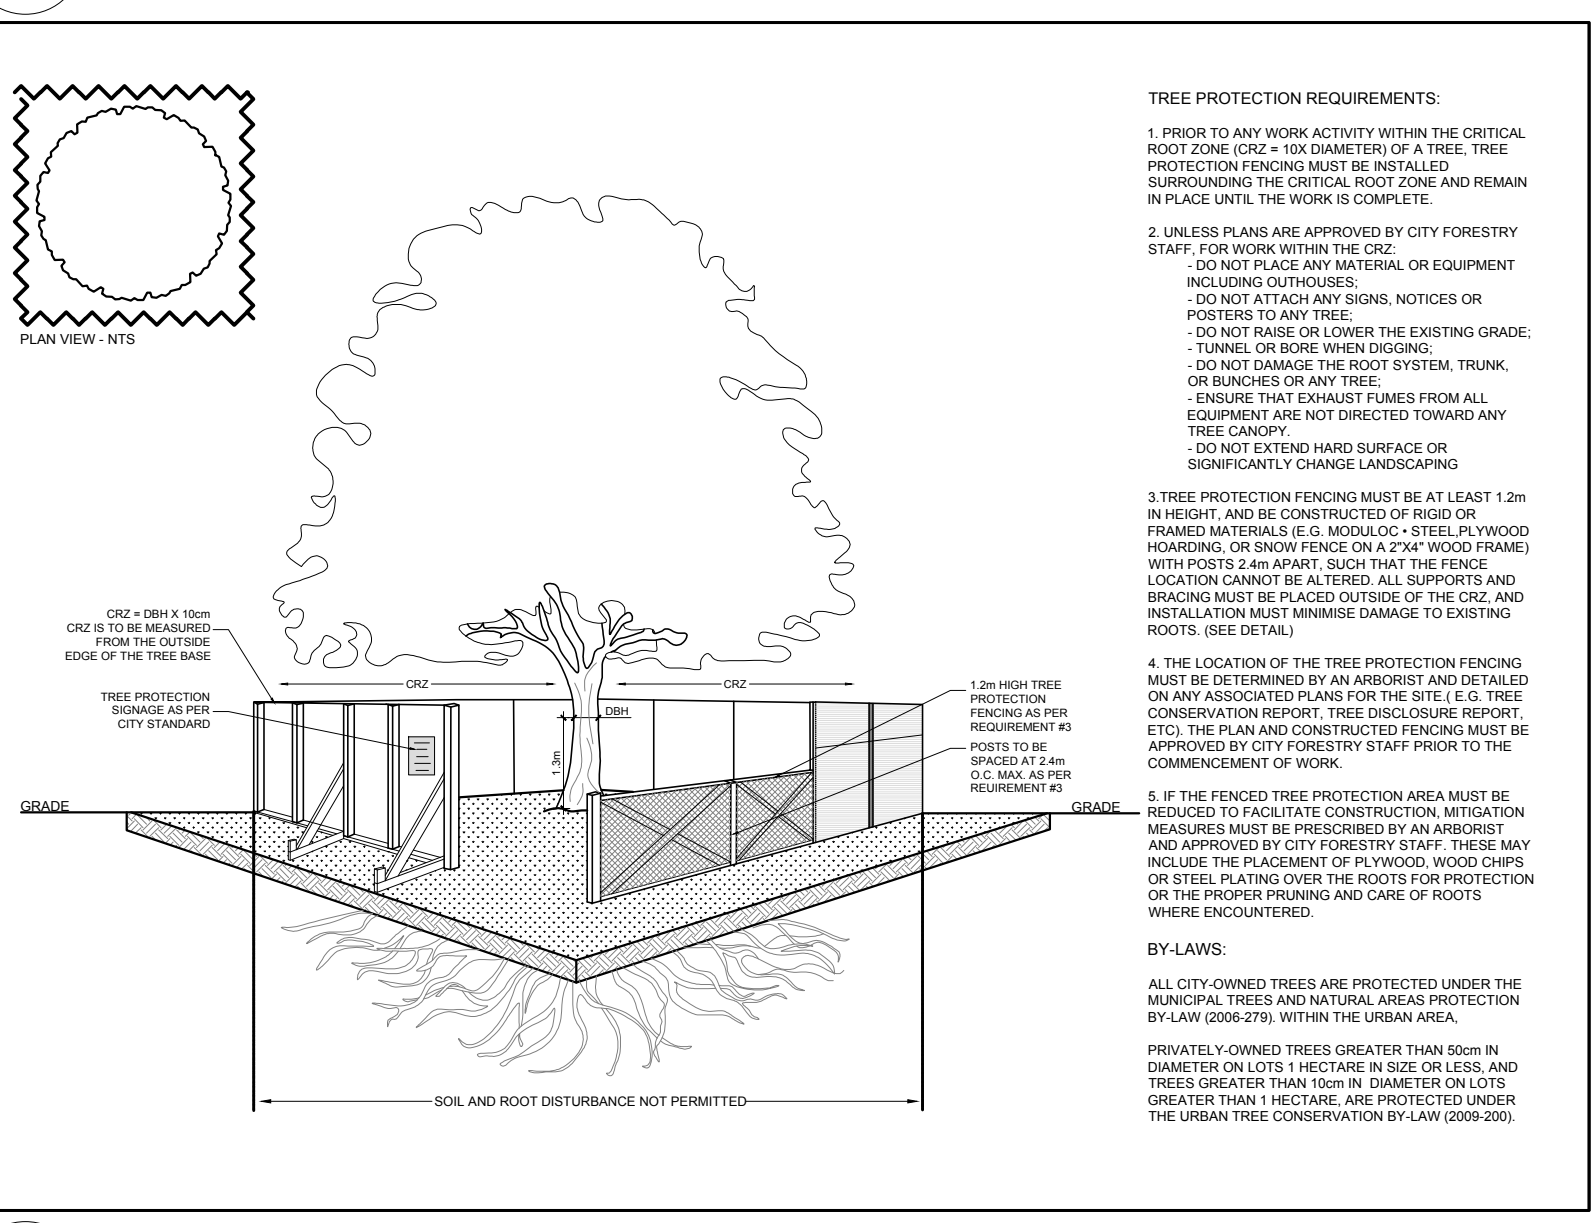 PLAN VIEW - NTS
CRZ = DBH X 10cm
CRZ IS TO BE MEASURED
FROM THE OUTSIDE
EDGE OF THE TREE BASE
TREE PROTECTION
SIGNAGE AS PER
CITY STANDARD
GRADE
CRZ
CRZ
DBH
1.3m
1.2m HIGH TREE
PROTECTION
FENCING AS PER
REQUIREMENT #3
POSTS TO BE
SPACED AT 2.4m
O.C. MAX. AS PER
REUIREMENT #3
GRADE
SOIL AND ROOT DISTURBANCE NOT PERMITTED
TREE PROTECTION REQUIREMENTS:
1. PRIOR TO ANY WORK ACTIVITY WITHIN THE CRITICAL
ROOT ZONE (CRZ = 10X DIAMETER) OF A TREE, TREE
PROTECTION FENCING MUST BE INSTALLED
SURROUNDING THE CRITICAL ROOT ZONE AND REMAIN
IN PLACE UNTIL THE WORK IS COMPLETE.
2. UNLESS PLANS ARE APPROVED BY CITY FORESTRY
STAFF, FOR WORK WITHIN THE CRZ:
- DO NOT PLACE ANY MATERIAL OR EQUIPMENT
INCLUDING OUTHOUSES;
- DO NOT ATTACH ANY SIGNS, NOTICES OR
POSTERS TO ANY TREE;
- DO NOT RAISE OR LOWER THE EXISTING GRADE;
- TUNNEL OR BORE WHEN DIGGING;
- DO NOT DAMAGE THE ROOT SYSTEM, TRUNK,
OR BUNCHES OR ANY TREE;
- ENSURE THAT EXHAUST FUMES FROM ALL
EQUIPMENT ARE NOT DIRECTED TOWARD ANY
TREE CANOPY.
- DO NOT EXTEND HARD SURFACE OR
SIGNIFICANTLY CHANGE LANDSCAPING
3.TREE PROTECTION FENCING MUST BE AT LEAST 1.2m
IN HEIGHT, AND BE CONSTRUCTED OF RIGID OR
FRAMED MATERIALS (E.G. MODULOC • STEEL,PLYWOOD
HOARDING, OR SNOW FENCE ON A 2"X4" WOOD FRAME)
WITH POSTS 2.4m APART, SUCH THAT THE FENCE
LOCATION CANNOT BE ALTERED. ALL SUPPORTS AND
BRACING MUST BE PLACED OUTSIDE OF THE CRZ, AND
INSTALLATION MUST MINIMISE DAMAGE TO EXISTING
ROOTS. (SEE DETAIL)
4. THE LOCATION OF THE TREE PROTECTION FENCING
MUST BE DETERMINED BY AN ARBORIST AND DETAILED
ON ANY ASSOCIATED PLANS FOR THE SITE.( E.G. TREE
CONSERVATION REPORT, TREE DISCLOSURE REPORT,
ETC). THE PLAN AND CONSTRUCTED FENCING MUST BE
APPROVED BY CITY FORESTRY STAFF PRIOR TO THE
COMMENCEMENT OF WORK.
5. IF THE FENCED TREE PROTECTION AREA MUST BE
REDUCED TO FACILITATE CONSTRUCTION, MITIGATION
MEASURES MUST BE PRESCRIBED BY AN ARBORIST
AND APPROVED BY CITY FORESTRY STAFF. THESE MAY
INCLUDE THE PLACEMENT OF PLYWOOD, WOOD CHIPS
OR STEEL PLATING OVER THE ROOTS FOR PROTECTION
OR THE PROPER PRUNING AND CARE OF ROOTS
WHERE ENCOUNTERED.
BY-LAWS:
ALL CITY-OWNED TREES ARE PROTECTED UNDER THE
MUNICIPAL TREES AND NATURAL AREAS PROTECTION
BY-LAW (2006-279). WITHIN THE URBAN AREA,
PRIVATELY-OWNED TREES GREATER THAN 50cm IN
DIAMETER ON LOTS 1 HECTARE IN SIZE OR LESS, AND
TREES GREATER THAN 10cm IN DIAMETER ON LOTS
GREATER THAN 1 HECTARE, ARE PROTECTED UNDER
THE URBAN TREE CONSERVATION BY-LAW (2009-200).